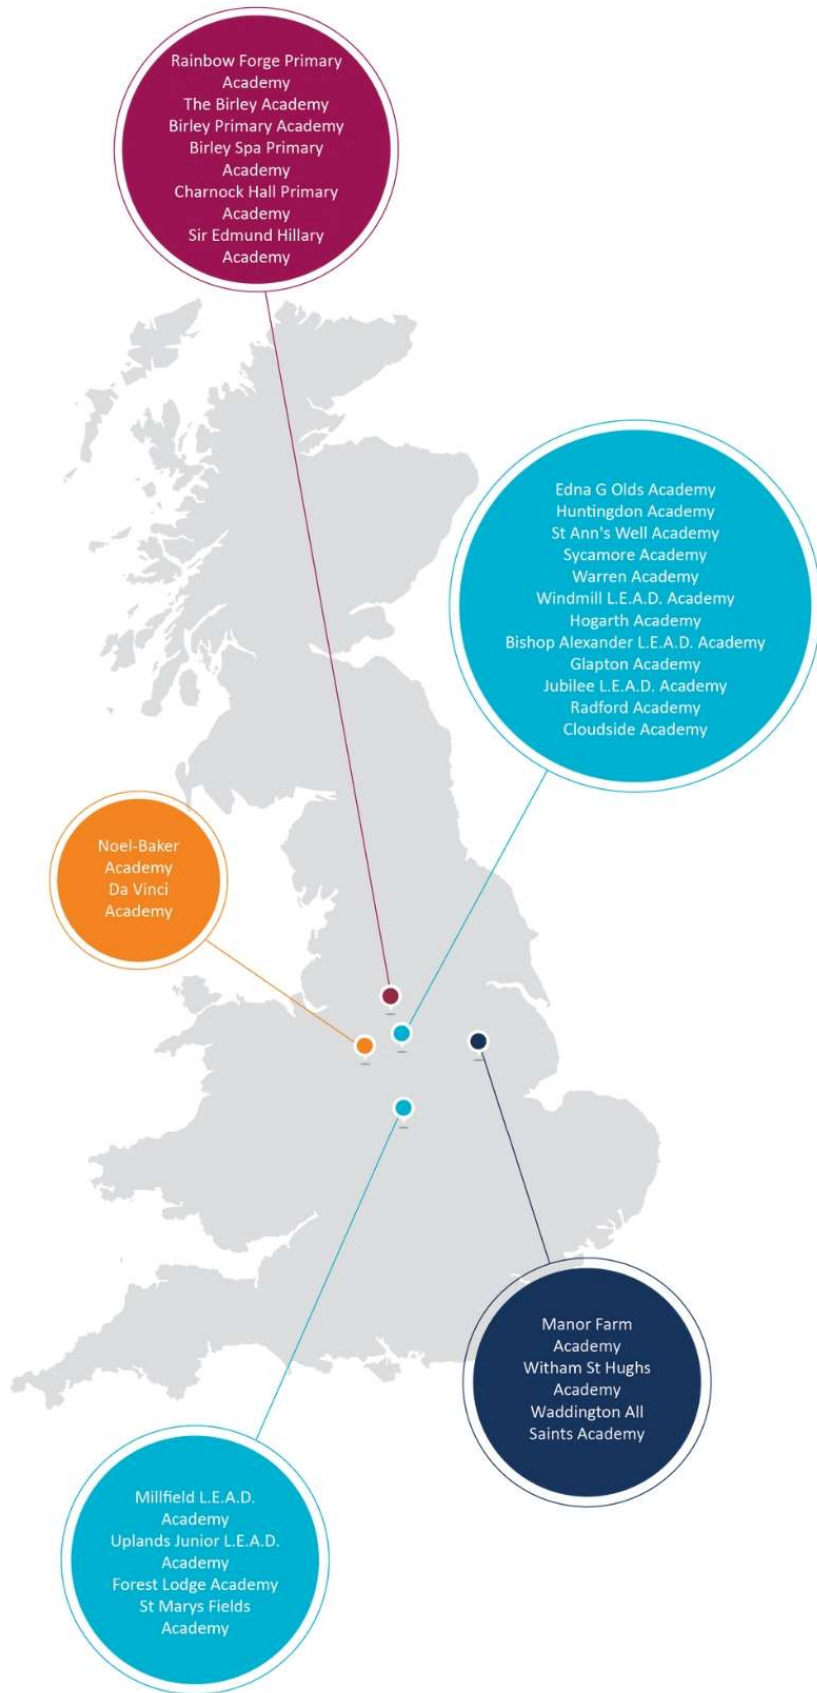 Rainbow Forge Primary
Academy
The Birley Academy
Birley Primary Academy
Birley Spa Primary
Academy
Charnock Hall Primary
Academy
Sir Edmund Hillary
Academy
Edna G Olds Academy
Huntingdon Academy
St Ann's Well Academy
Sycamore Academy
Warren Academy
Windmill L.E.A.D. Academy
Hogarth Academy
Bishop Alexander L.E.A.D. Academy
Glapton Academy
Jubilee L.E.A.D. Academy
Radford Academy
Cloudside Academy
Noel-Baker
Academy
Da Vinci
Academy
Manor Farm
Academy
Witham St Hughs
Academy
Waddington All
Saints Academy
Millfield L.E.A.D.
Academy
Uplands Junior L.E.A.D.
Academy
Forest Lodge Academy
St Marys Fields
Academy